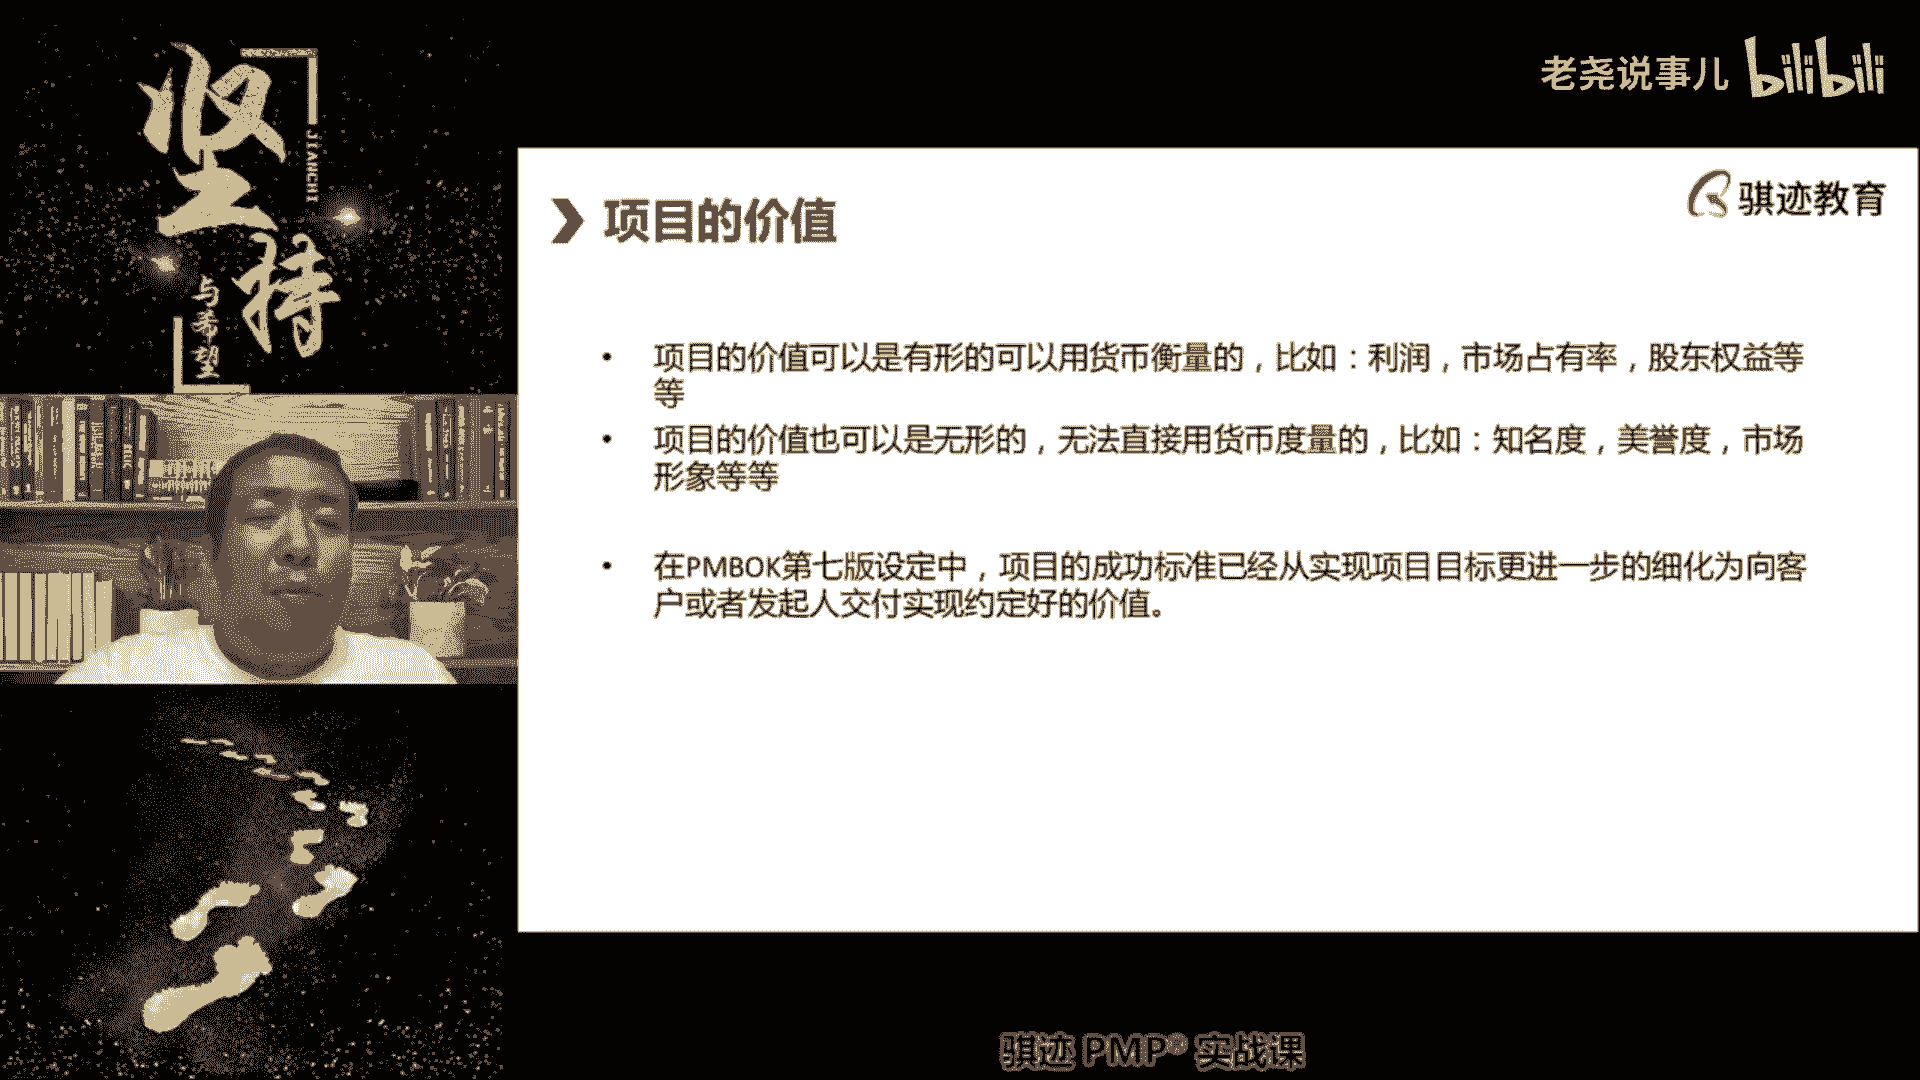 坚持
JIANCHI
与希望
老尧说事儿 bilibili
骐迹教育
项目的价值
• 项目的价值可以是有形的可以用货币衡量的，比如：利润，市场占有率，股东权益等
等
• 项目的价值也可以是无形的，无法直接用货币度量的，比如：知名度，美誉度，市场
形象等等
• 在PMBOK第七版设定中，项目的成功标准已经从实现项目目标更进一步的细化为向客
户或者发起人交付实现约定好的价值。
骐迹 PMP® 实战课